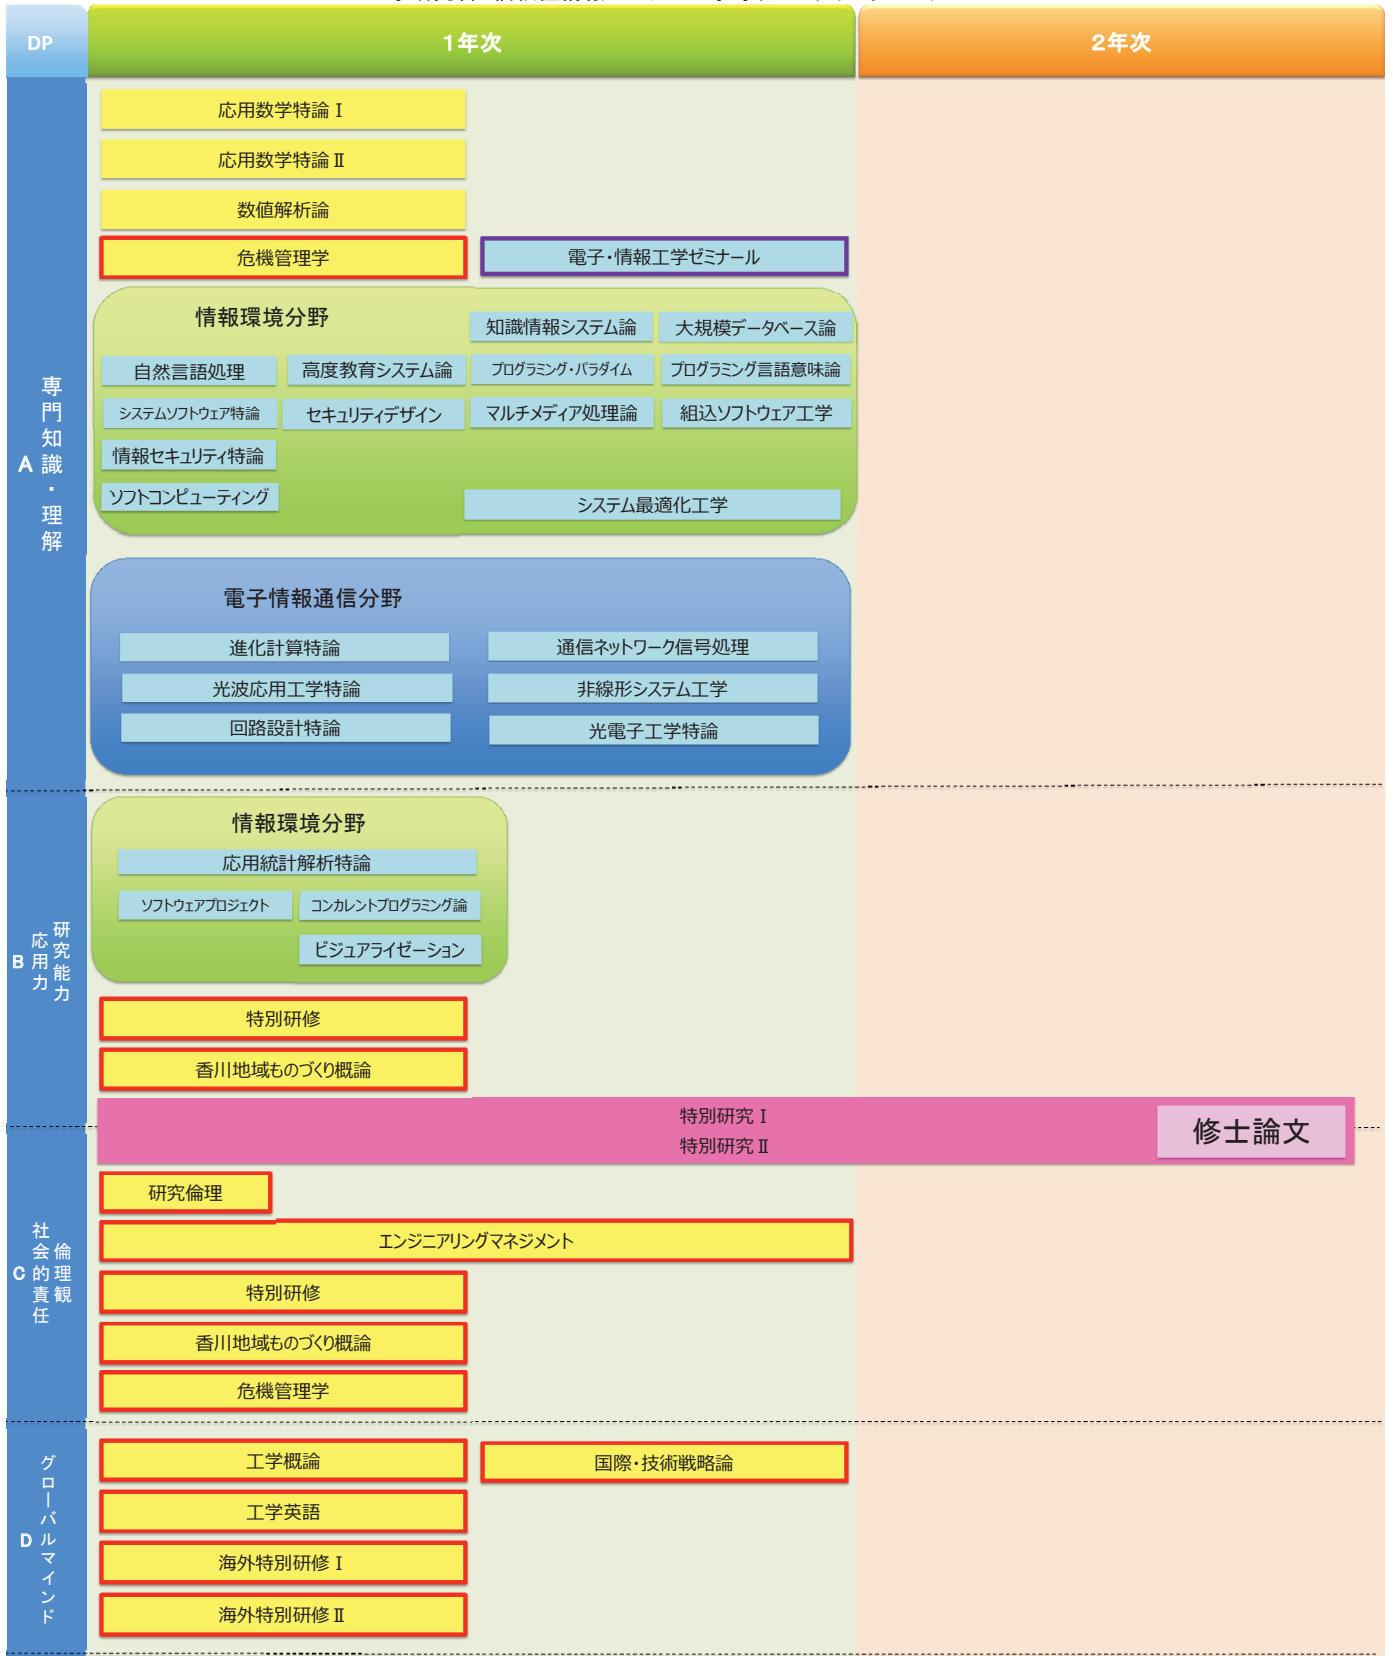 DP
1年次
2年次
専門知識・理解
A
応用数学特論Ⅰ
応用数学特論Ⅱ
数値解析論
危機管理学
電子・情報工学ゼミナール
情報環境分野
知識情報システム論
大規模データベース論
自然言語処理
高度教育システム論
プログラミング・パラダイム
プログラミング言語意味論
システムソフトウェア特論
セキュリティデザイン
マルチメディア処理論
組込ソフトウェア工学
情報セキュリティ特論
ソフトコンピューティング
システム最適化工学
電子情報通信分野
進化計算特論
通信ネットワーク信号処理
光波応用工学特論
非線形システム工学
回路設計特論
光電子工学特論
研究能力
応用力
B
情報環境分野
応用統計解析特論
ソフトウェアプロジェクト
コンカレントプログラミング論
ビジュアライゼーション
特別研修
香川地域ものづくり概論
特別研究Ⅰ
特別研究Ⅱ
修士論文
倫理観
社会的責任
C
研究倫理
エンジニアリングマネジメント
特別研修
香川地域ものづくり概論
危機管理学
グローバルマインド
D
工学概論
国際・技術戦略論
工学英語
海外特別研修Ⅰ
海外特別研修Ⅱ